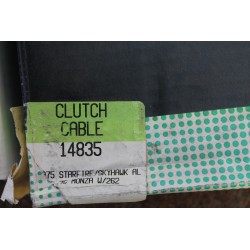 CLUTCH
CABLE
14835
75 STARFIRE/SKYHAWK AL
MONZA W/262